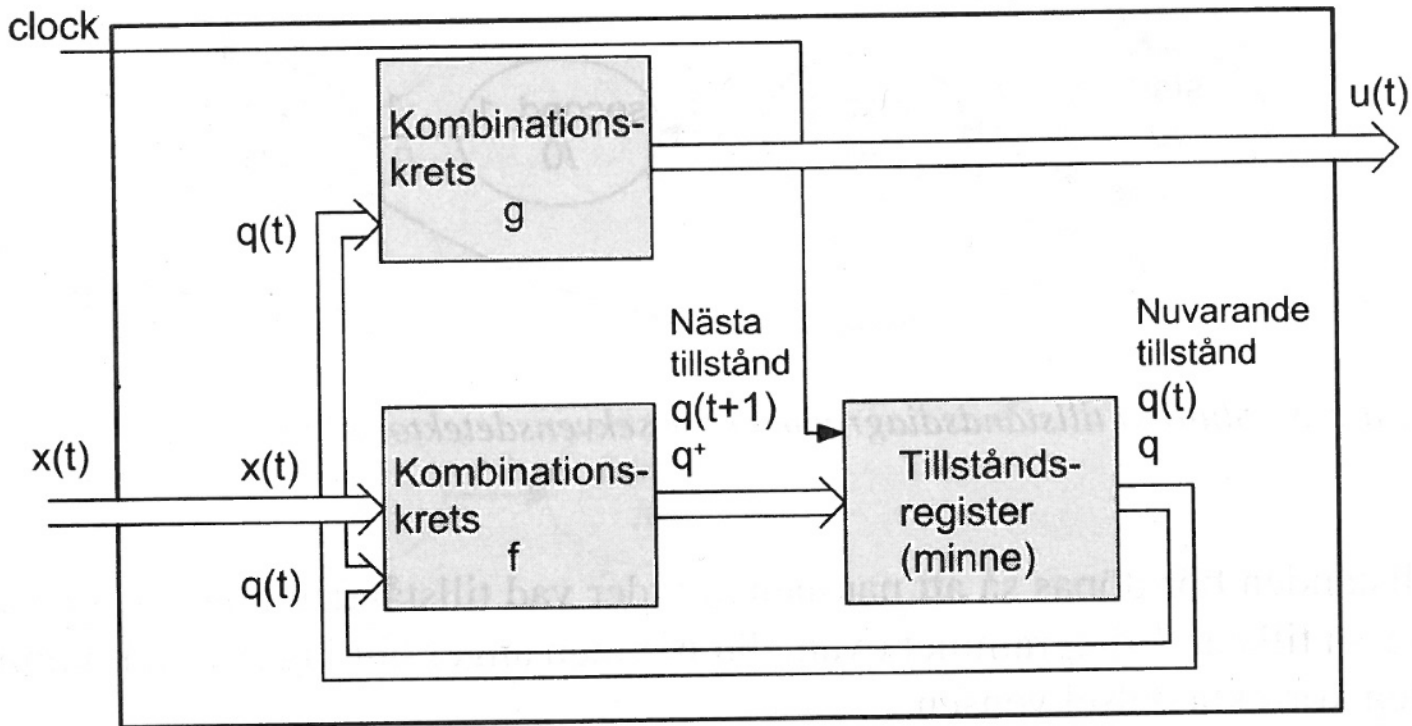 clock
u(t)
Kombinations-
krets
g
q(t)
Nästa
tillstånd
q(t+1)
q⁺
Nuvarande
tillstånd
q(t)
q
x(t)
x(t)
Kombinations-
krets
f
q(t)
Tillstånds-
register
(minne)